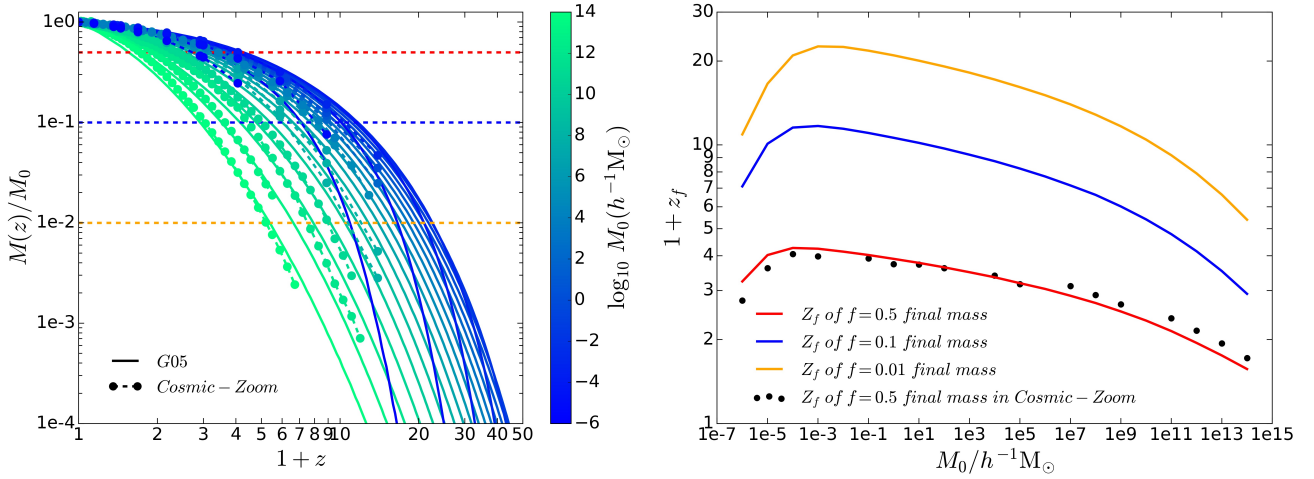 1e0
1e-1
1e-2
1e-3
1e-4
M(z)/M₀
1 2 3 4 5 6 7 8 9 10 20 30 40 50
1 + z
G05
Cosmic−Zoom
14
12
10
8
6
4
2
0
−2
−4
−6
log₁₀ M₀(h⁻¹M⊙)
30
20
10
9
8
7
6
5
4
3
2
1
1 + z_f
Z_f of f = 0.5 final mass
Z_f of f = 0.1 final mass
Z_f of f = 0.01 final mass
Z_f of f = 0.5 final mass in Cosmic−Zoom
1e-7 1e-5 1e-3 1e-1 1e1 1e3 1e5 1e7 1e9 1e11 1e13 1e15
M₀/h⁻¹M⊙